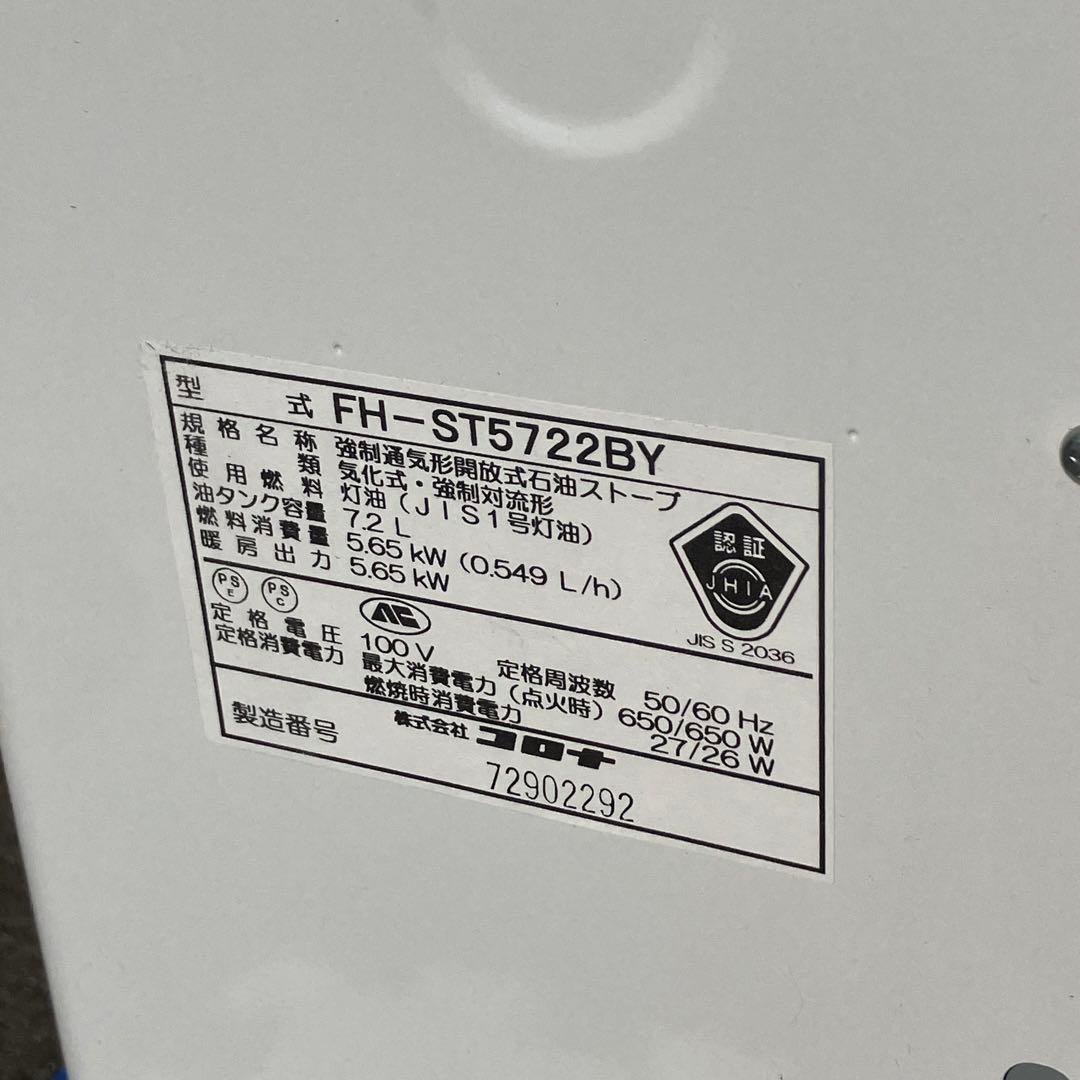 型式 FH-ST5722BY
規格名称 強制通気形開放式石油ストーブ
種類 気化式・強制対流形
使用燃料 灯油(JIS1号灯油)
油タンク容量 7.2 L
燃料消費量 5.65 kW (0.549 L/h)
暖房出力 5.65 kW
認証
JHIA
JIS S 2036
PS E PS C
定格電圧 100 V 定格周波数 50/60 Hz
定格消費電力 最大消費電力(点火時) 650/650 W
燃焼時消費電力 27/26 W
株式会社 コロナ
製造番号 72902292